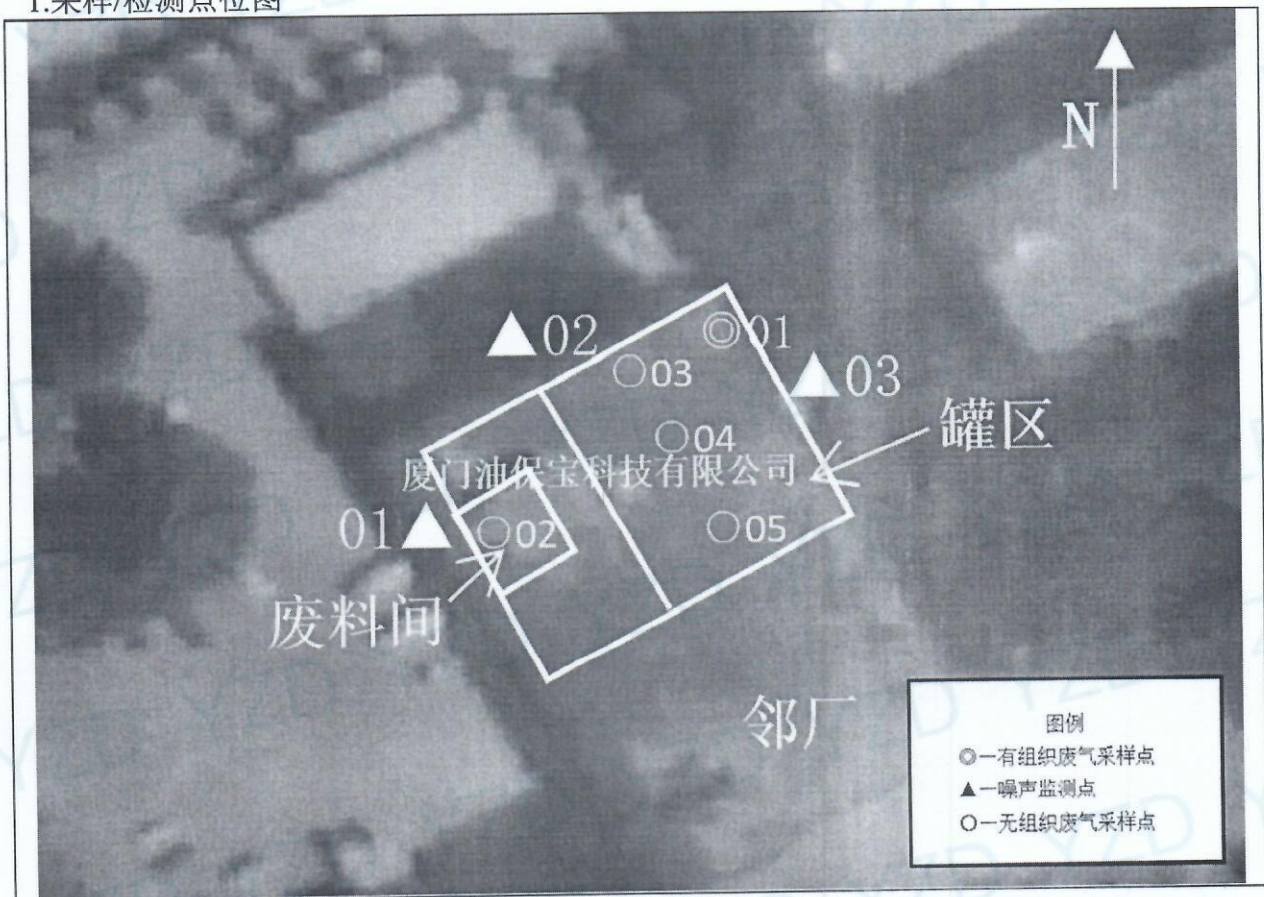 1.采样/检测点位图
N
▲02
◎01
○03
▲03
○04
罐区
厦门油保宝科技有限公司
01▲
○02
○05
废料间
邻厂
图例
◎—有组织废气采样点
▲—噪声监测点
○—无组织废气采样点
YZD